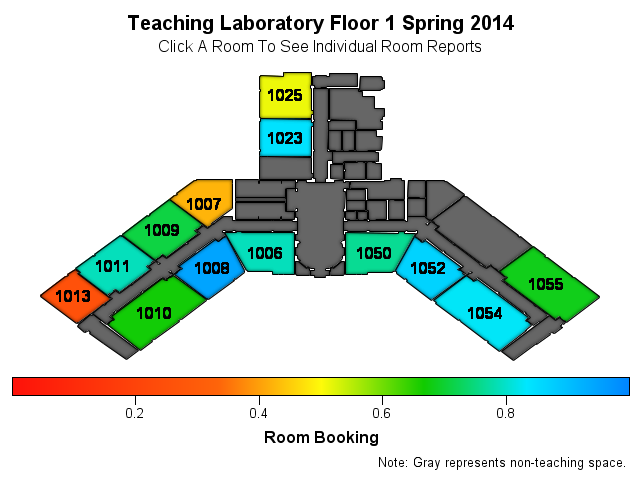 Teaching Laboratory Floor 1 Spring 2014
Click A Room To See Individual Room Reports
1025
1023
1007
1009
1006
1050
1011
1008
1052
1055
1013
1010
1054
0.2 0.4 0.6 0.8
Room Booking
Note: Gray represents non-teaching space.